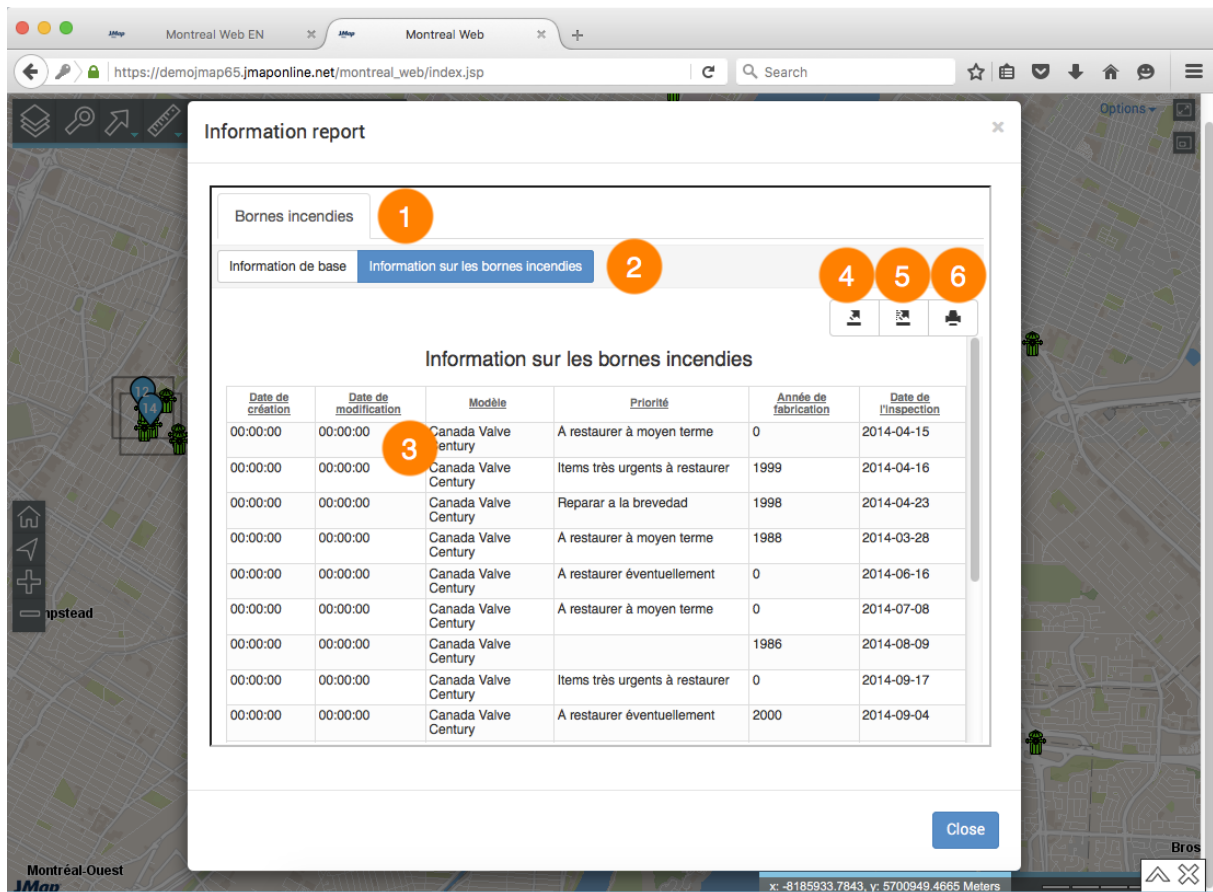 JMap Montreal Web EN × JMap Montreal Web × +
https://demojmap65.jmaponline.net/montreal_web/index.jsp Search
Options
Information report ×
Bornes incendies 1
Information de base Information sur les bornes incendies 2
4 5 6
Information sur les bornes incendies
Date de création Date de modification Modèle Priorité Année de fabrication Date de l'Inspection
00:00:00 00:00:00 Canada Valve Century A restaurer à moyen terme 0 2014-04-15
3
00:00:00 00:00:00 Canada Valve Century Items très urgents à restaurer 1999 2014-04-16
00:00:00 00:00:00 Canada Valve Century Reparar a la brevedad 1998 2014-04-23
00:00:00 00:00:00 Canada Valve Century A restaurer à moyen terme 1988 2014-03-28
00:00:00 00:00:00 Canada Valve Century A restaurer éventuellement 0 2014-06-16
00:00:00 00:00:00 Canada Valve Century A restaurer à moyen terme 0 2014-07-08
00:00:00 00:00:00 Canada Valve Century 1986 2014-08-09
00:00:00 00:00:00 Canada Valve Century Items très urgents à restaurer 0 2014-09-17
00:00:00 00:00:00 Canada Valve Century A restaurer éventuellement 2000 2014-09-04
12
14
mpstead
Close
Bros
Montréal-Ouest
JMap
x: -8185933.7843, y: 5700949.4665 Meters